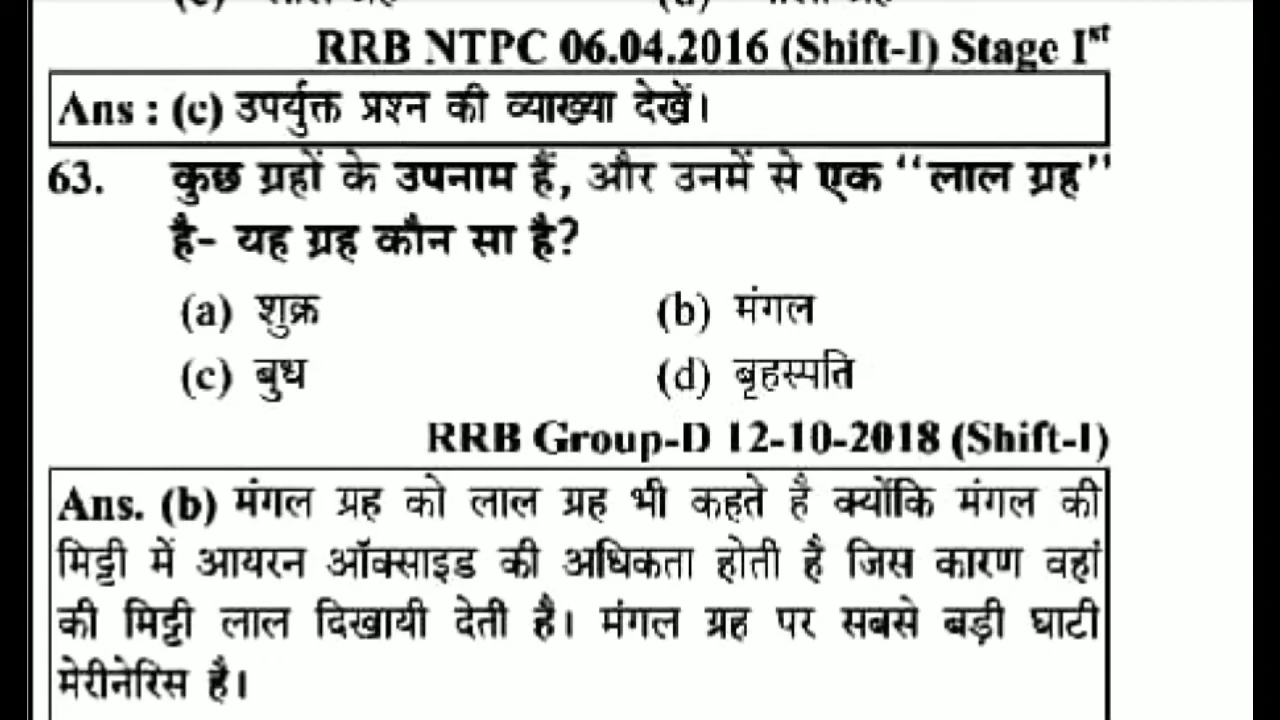 RRB NTPC 06.04.2016 (Shift-I) Stage Ist
Ans : (c) उपर्युक्त प्रश्न की व्याख्या देखें।
63. कुछ ग्रहों के उपनाम हैं, और उनमें से एक ‘‘लाल ग्रह’’
है- यह ग्रह कौन सा है?
(a) शुक्र (b) मंगल
(c) बुध (d) बृहस्पति
RRB Group-D 12-10-2018 (Shift-I)
Ans. (b) मंगल ग्रह को लाल ग्रह भी कहते है क्योंकि मंगल की
मिट्टी में आयरन ऑक्साइड की अधिकता होती है जिस कारण वहां
की मिट्टी लाल दिखायी देती है। मंगल ग्रह पर सबसे बड़ी घाटी
मेरीनेरिस है।